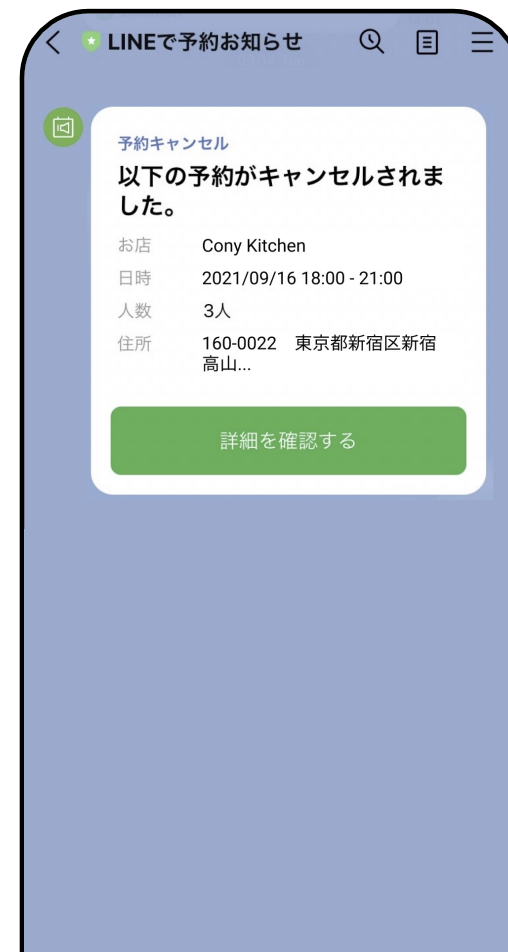 LINEで予約お知らせ
予約キャンセル
以下の予約がキャンセルされま
した。
お店 Cony Kitchen
日時 2021/09/16 18:00 - 21:00
人数 3人
住所 160-0022 東京都新宿区新宿
高山...
詳細を確認する